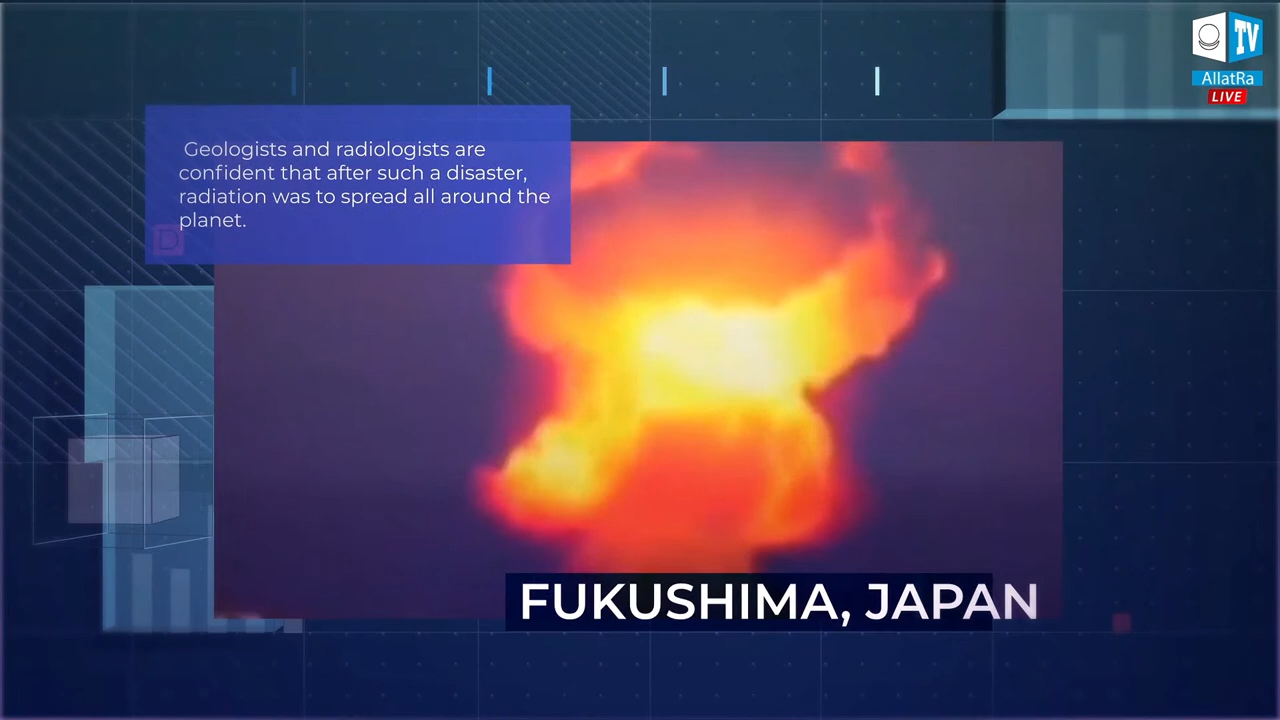 TV
AllatRa
LIVE
Geologists and radiologists are
confident that after such a disaster,
radiation was to spread all around the
planet.
D
FUKUSHIMA, JAPAN